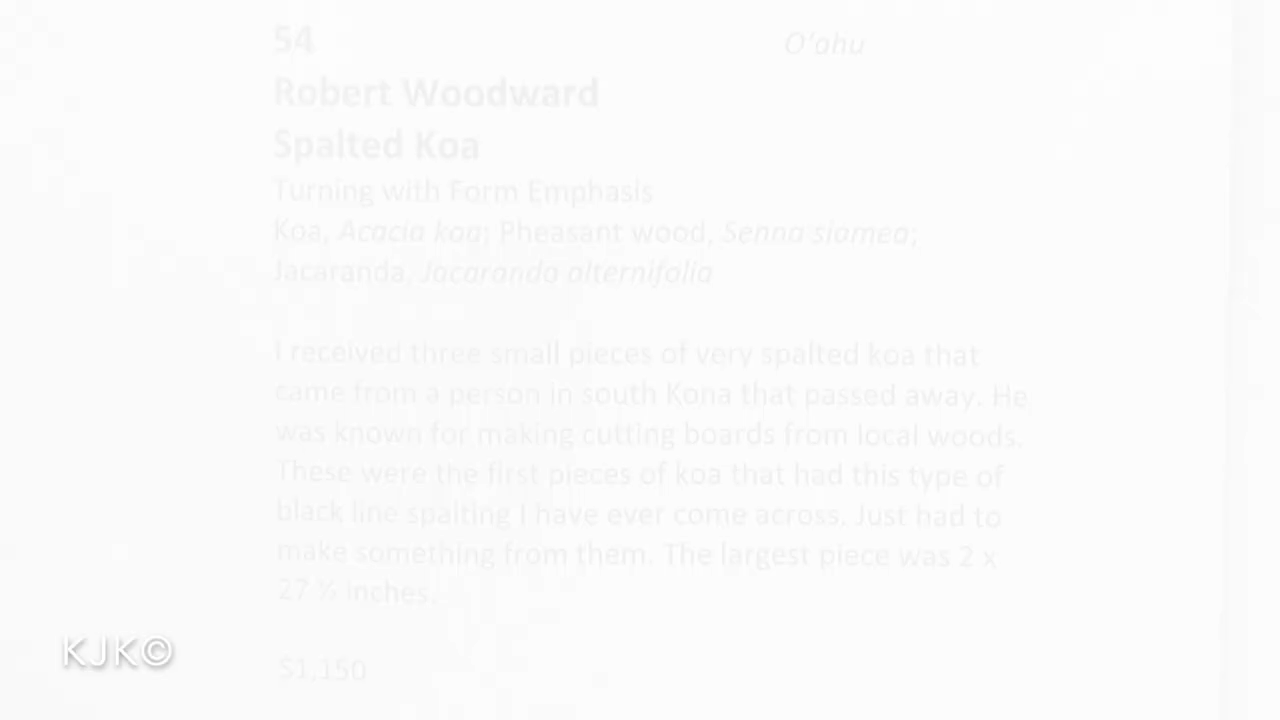 54 O'ahu
Robert Woodward
Spalted Koa
Turning with Form Emphasis
Koa, Acacia koa; Pheasant wood, Senna siamea;
Jacaranda, Jacaranda alternifolia
I received three small pieces of very spalted koa that
came from a person in south Kona that passed away. He
was known for making cutting boards from local woods.
These were the first pieces of koa that had this type of
black line spalting I have ever come across. Just had to
make something from them. The largest piece was 2 x
27 ½ inches.
$1,150
KJK©